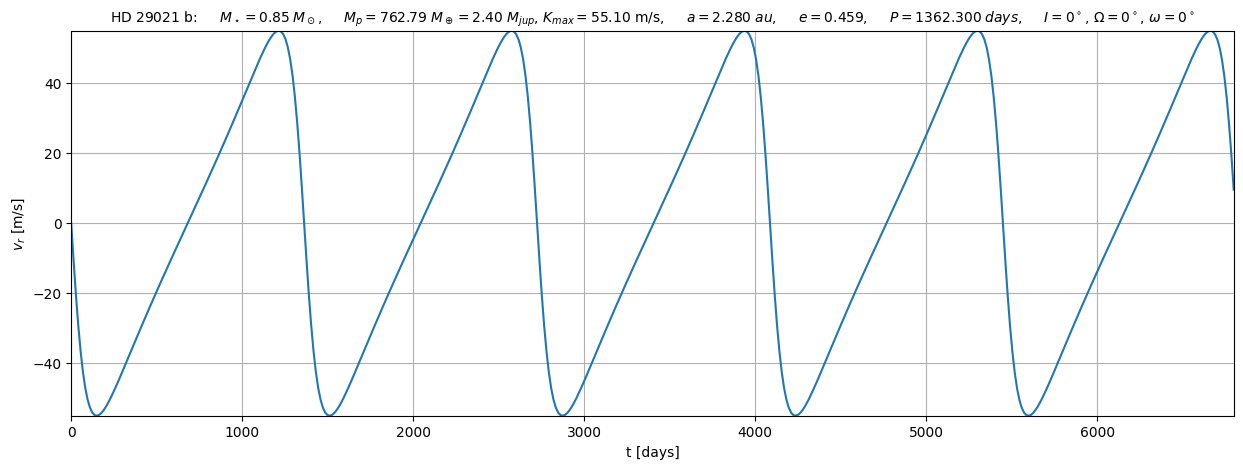 HD 29021 b: M⋆ = 0.85 M⊙, Mₚ = 762.79 M⊕ = 2.40 Mⱼᵤₚ, Kₘₐₓ = 55.10 m/s, a = 2.280 au, e = 0.459, P = 1362.300 days, I = 0°, Ω = 0°, ω = 0°
40
20
0
−20
−40
vᵣ [m/s]
0 1000 2000 3000 4000 5000 6000
t [days]